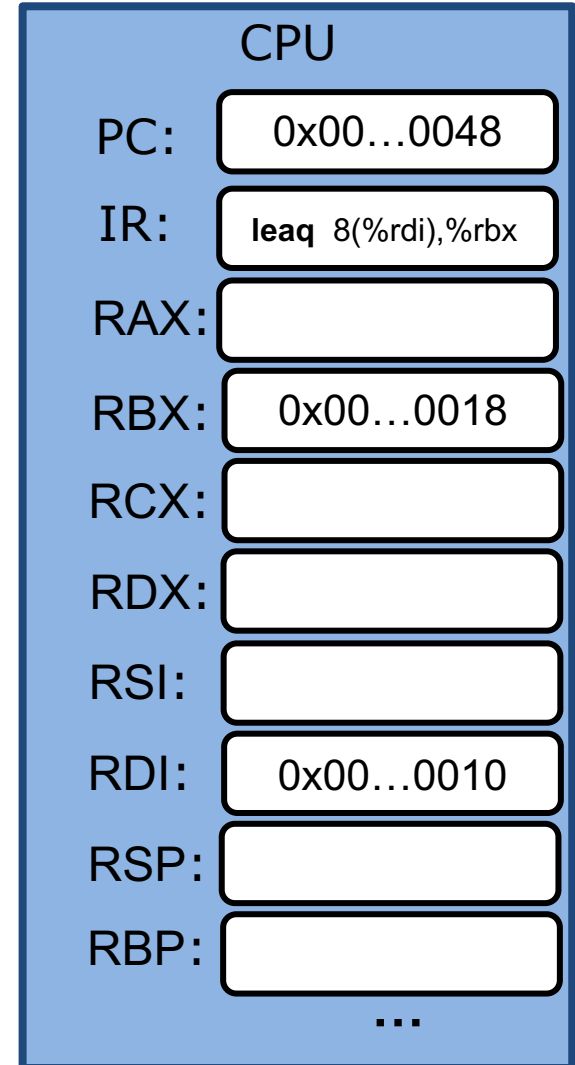 CPU
PC: 0x00…0048
IR: leaq 8(%rdi),%rbx
RAX:
RBX: 0x00…0018
RCX:
RDX:
RSI:
RDI: 0x00…0010
RSP:
RBP:
…